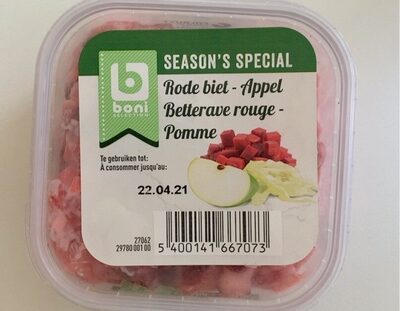 SEASON'S SPECIAL
boni
SELECTION
Rode biet - Appel
Betterave rouge -
Pomme
Te gebruiken tot:
À consommer jusqu'au:
22.04.21
27062
29780 001 00
5 400141 667073